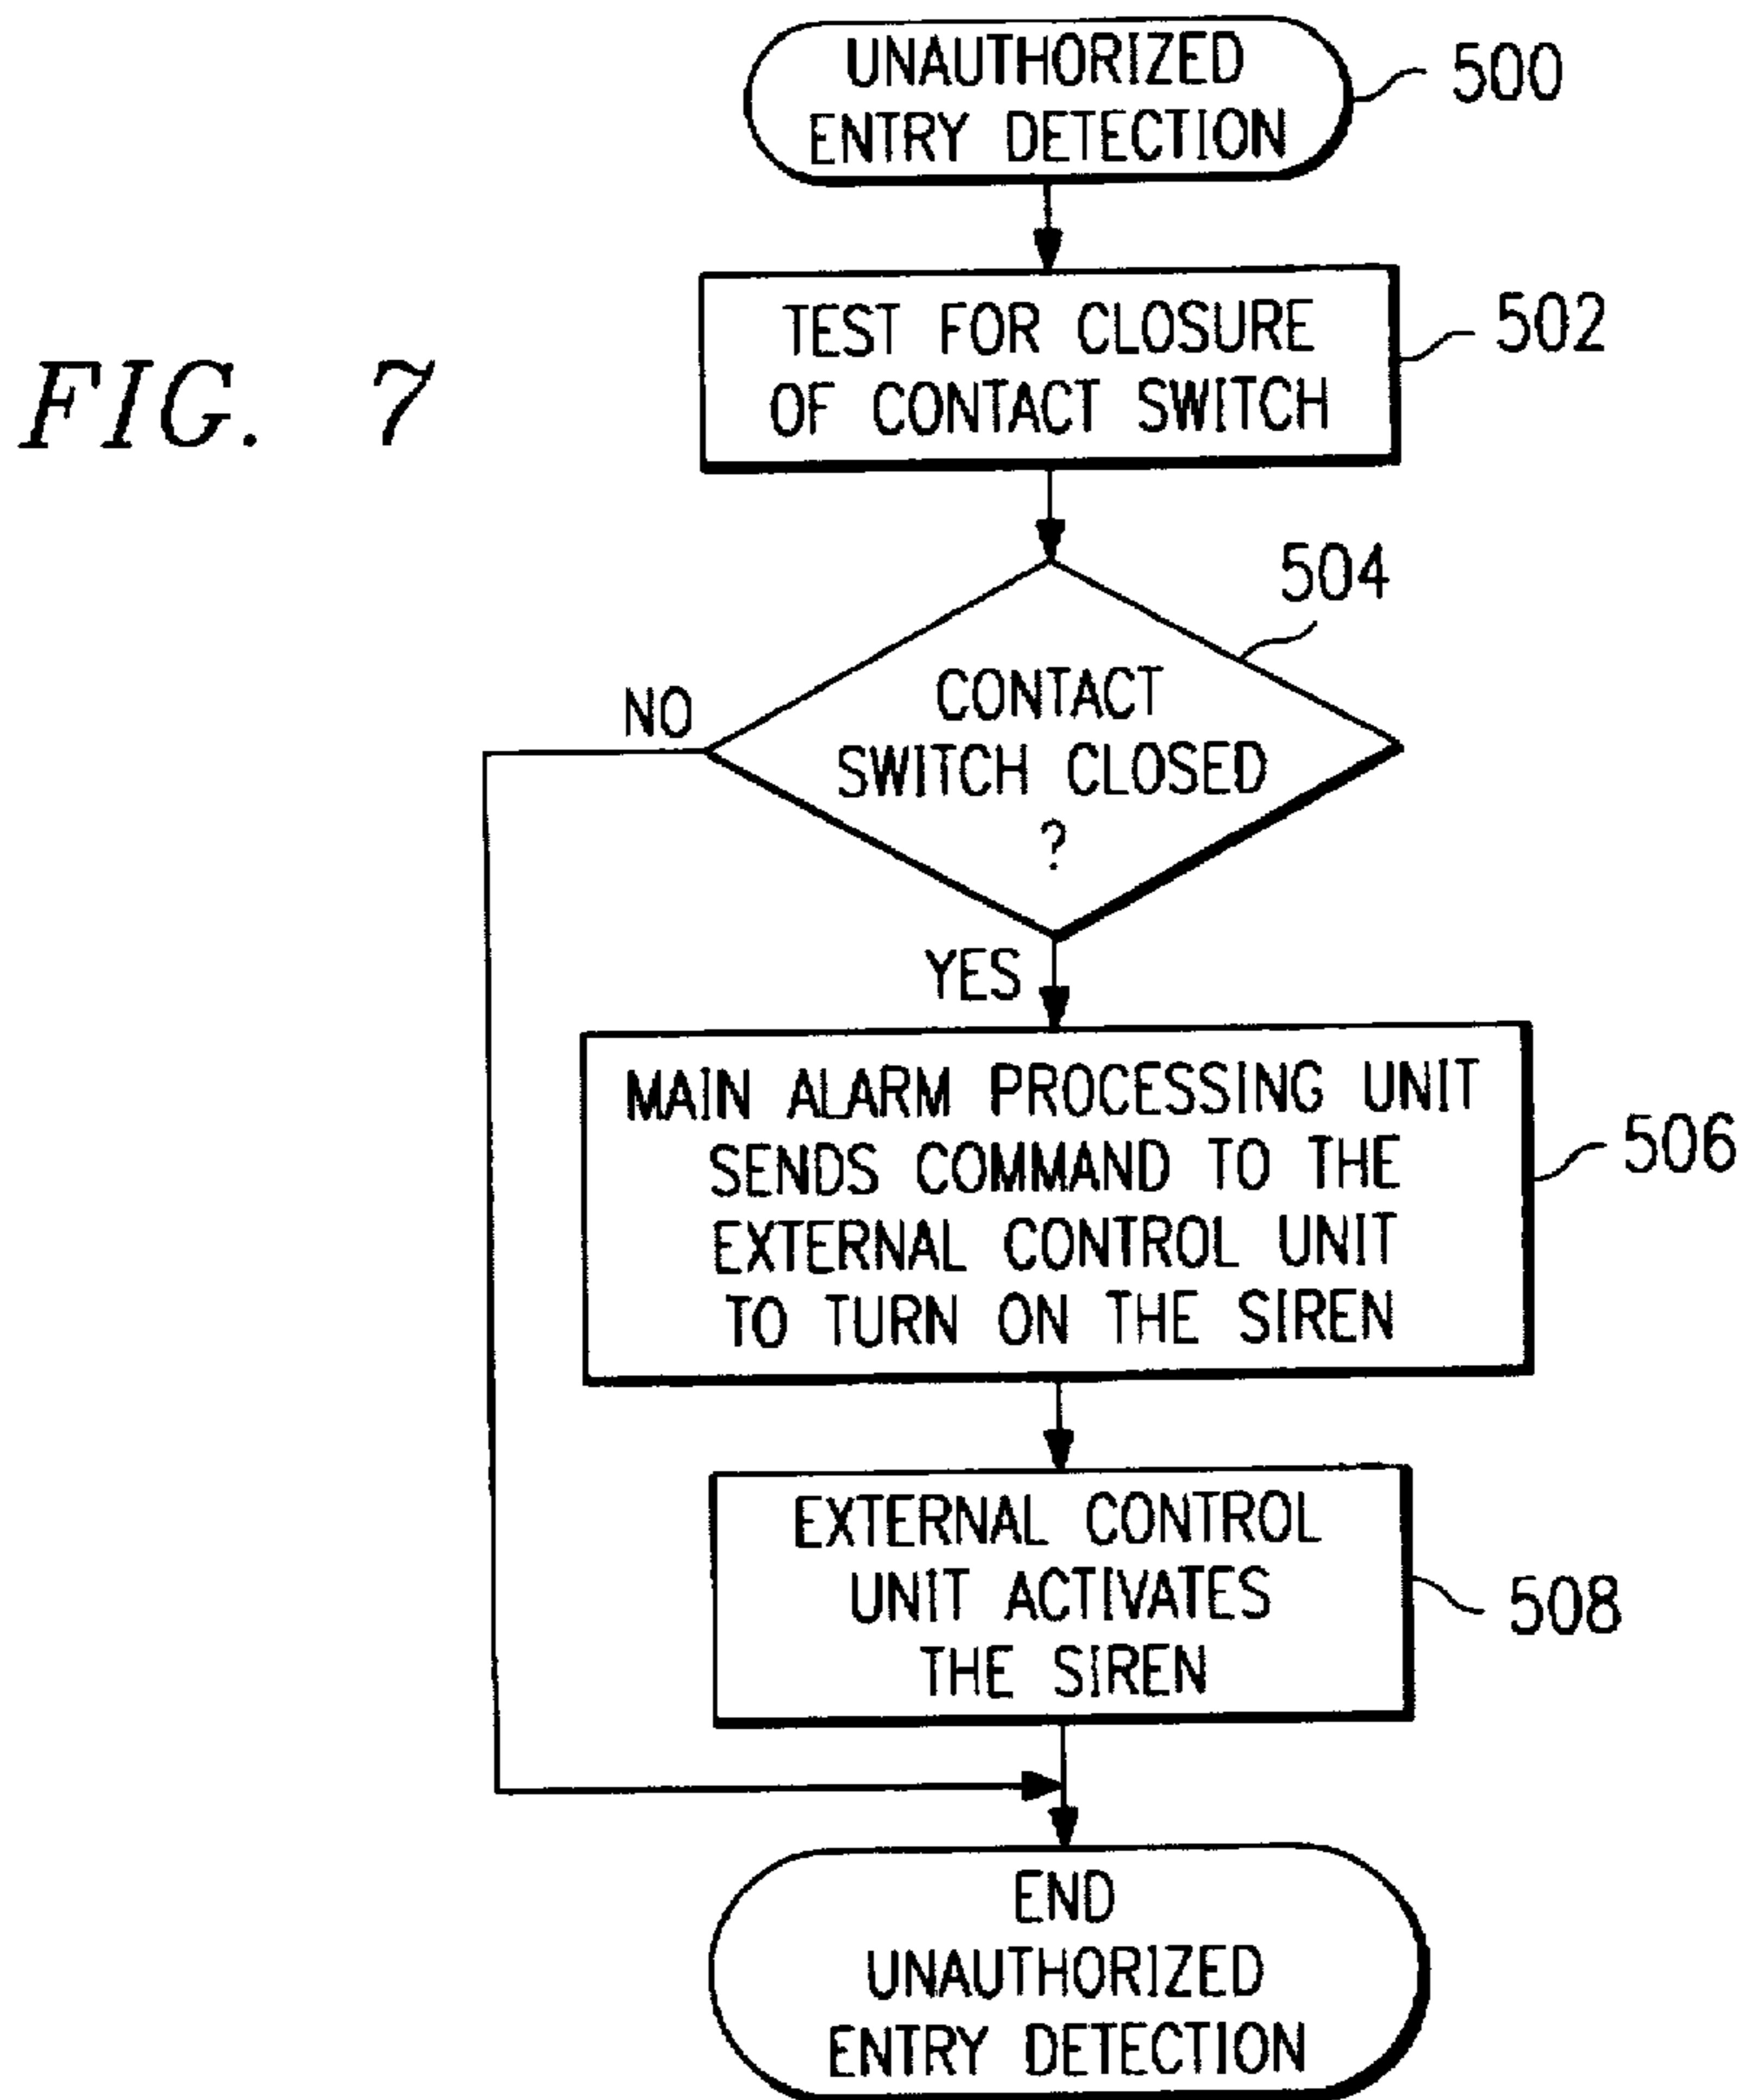 UNAUTHORIZED
ENTRY DETECTION
500
TEST FOR CLOSURE
OF CONTACT SWITCH
502
FIG. 7
504
CONTACT
SWITCH CLOSED
?
NO
YES
MAIN ALARM PROCESSING UNIT
SENDS COMMAND TO THE
EXTERNAL CONTROL UNIT
TO TURN ON THE SIREN
506
EXTERNAL CONTROL
UNIT ACTIVATES
THE SIREN
508
END
UNAUTHORIZED
ENTRY DETECTION